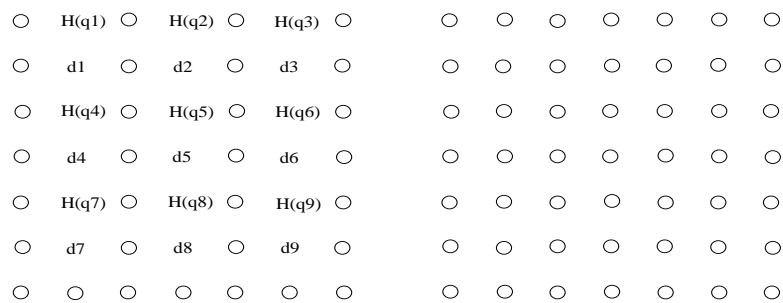 H(q1) H(q2) H(q3)
d1 d2 d3
H(q4) H(q5) H(q6)
d4 d5 d6
H(q7) H(q8) H(q9)
d7 d8 d9